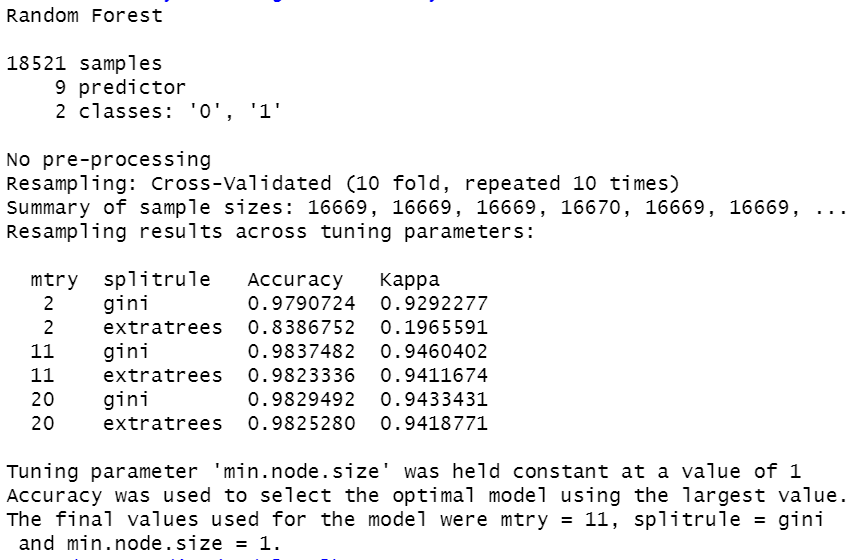 Random Forest
18521 samples
9 predictor
2 classes: '0', '1'
No pre-processing
Resampling: Cross-Validated (10 fold, repeated 10 times)
Summary of sample sizes: 16669, 16669, 16669, 16670, 16669, 16669, ...
Resampling results across tuning parameters:
mtry splitrule Accuracy Kappa
2 gini 0.9790724 0.9292277
2 extratrees 0.8386752 0.1965591
11 gini 0.9837482 0.9460402
11 extratrees 0.9823336 0.9411674
20 gini 0.9829492 0.9433431
20 extratrees 0.9825280 0.9418771
Tuning parameter 'min.node.size' was held constant at a value of 1
Accuracy was used to select the optimal model using the largest value.
The final values used for the model were mtry = 11, splitrule = gini
and min.node.size = 1.